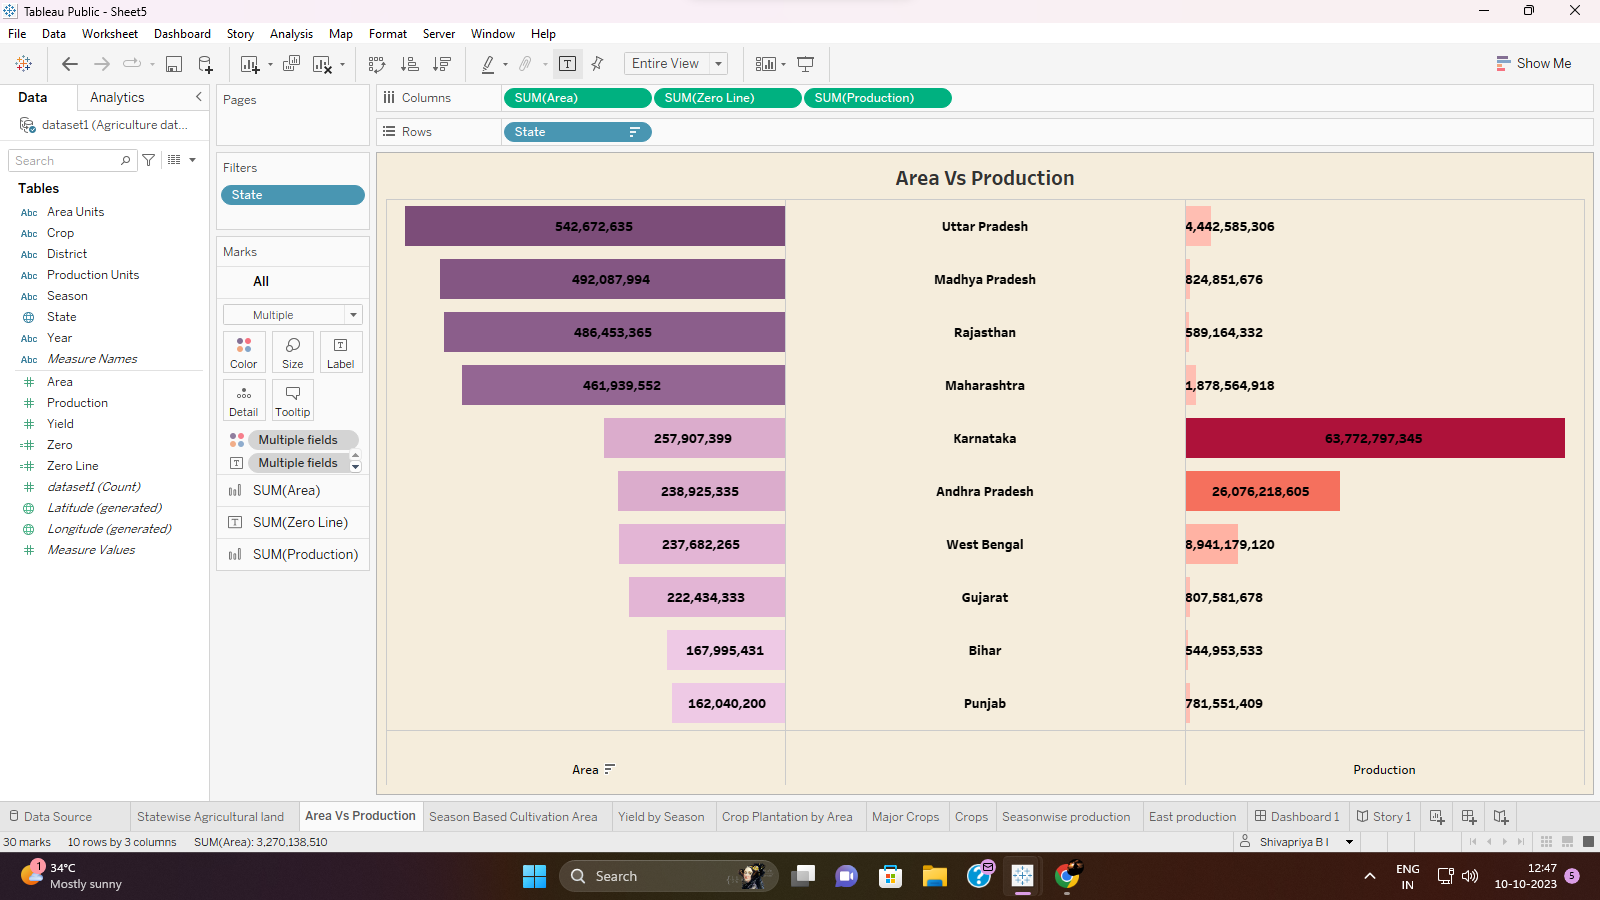 Tableau Public - Sheet5
File Data Worksheet Dashboard Story Analysis Map Format Server Window Help
Entire View
Show Me
Data Analytics
dataset1 (Agriculture dat...
Search
Tables
Abc Area Units
Abc Crop
Abc District
Abc Production Units
Abc Season
State
Abc Year
Abc Measure Names
Area
Production
Yield
Zero
Zero Line
dataset1 (Count)
Latitude (generated)
Longitude (generated)
Measure Values
Pages
Filters
State
Marks
All
Multiple
Color Size Label
Detail Tooltip
Multiple fields
Multiple fields
SUM(Area)
SUM(Zero Line)
SUM(Production)
Columns SUM(Area) SUM(Zero Line) SUM(Production)
Rows State
Area Vs Production
542,672,635 Uttar Pradesh 4,442,585,306
492,087,994 Madhya Pradesh 824,851,676
486,453,365 Rajasthan 589,164,332
461,939,552 Maharashtra 1,878,564,918
257,907,399 Karnataka 63,772,797,345
238,925,335 Andhra Pradesh 26,076,218,605
237,682,265 West Bengal 8,941,179,120
222,434,333 Gujarat 807,581,678
167,995,431 Bihar 544,953,533
162,040,200 Punjab 781,551,409
Area Production
Data Source Statewise Agricultural land Area Vs Production Season Based Cultivation Area Yield by Season Crop Plantation by Area Major Crops Crops Seasonwise production East production Dashboard 1 Story 1
30 marks 10 rows by 3 columns SUM(Area): 3,270,138,510 Shivapriya B I
1 34°C
Mostly sunny
Search
ENG
IN
12:47
10-10-2023
5